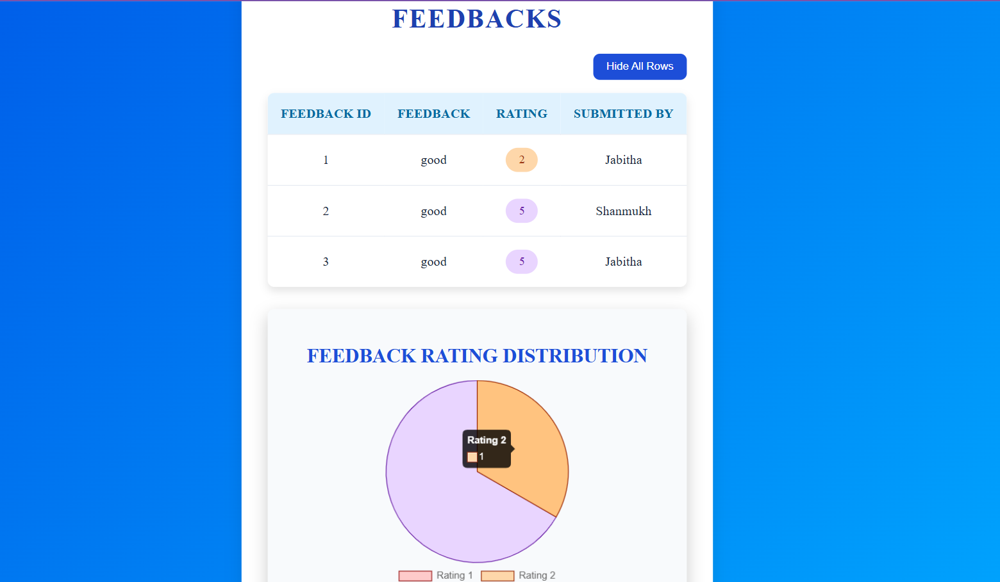 FEEDBACKS
Hide All Rows
FEEDBACK ID FEEDBACK RATING SUBMITTED BY
1 good 2 Jabitha
2 good 5 Shanmukh
3 good 5 Jabitha
FEEDBACK RATING DISTRIBUTION
Rating 2
1
Rating 1 Rating 2